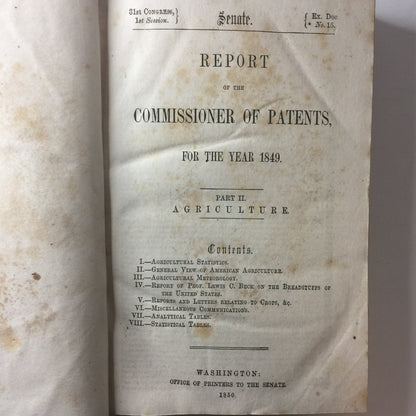 31st Congress, } Senate. { Ex. Doc
1st Session. } { No. 15.
REPORT
OF THE
COMMISSIONER OF PATENTS,
FOR THE YEAR 1849.
PART II.
AGRICULTURE.
Contents.
I.—Agricultural Statistics.
II.—General View of American Agriculture.
III.—Agricultural Meteorology.
IV.—Report of Prof. Lewis C. Beck on the Breadstuffs of
the United States.
V.—Reports and Letters relating to Crops, &c.
VI.—Miscellaneous Communications.
VII.—Analytical Tables.
VIII.—Statistical Tables.
WASHINGTON:
OFFICE OF PRINTERS TO THE SENATE.
1850.